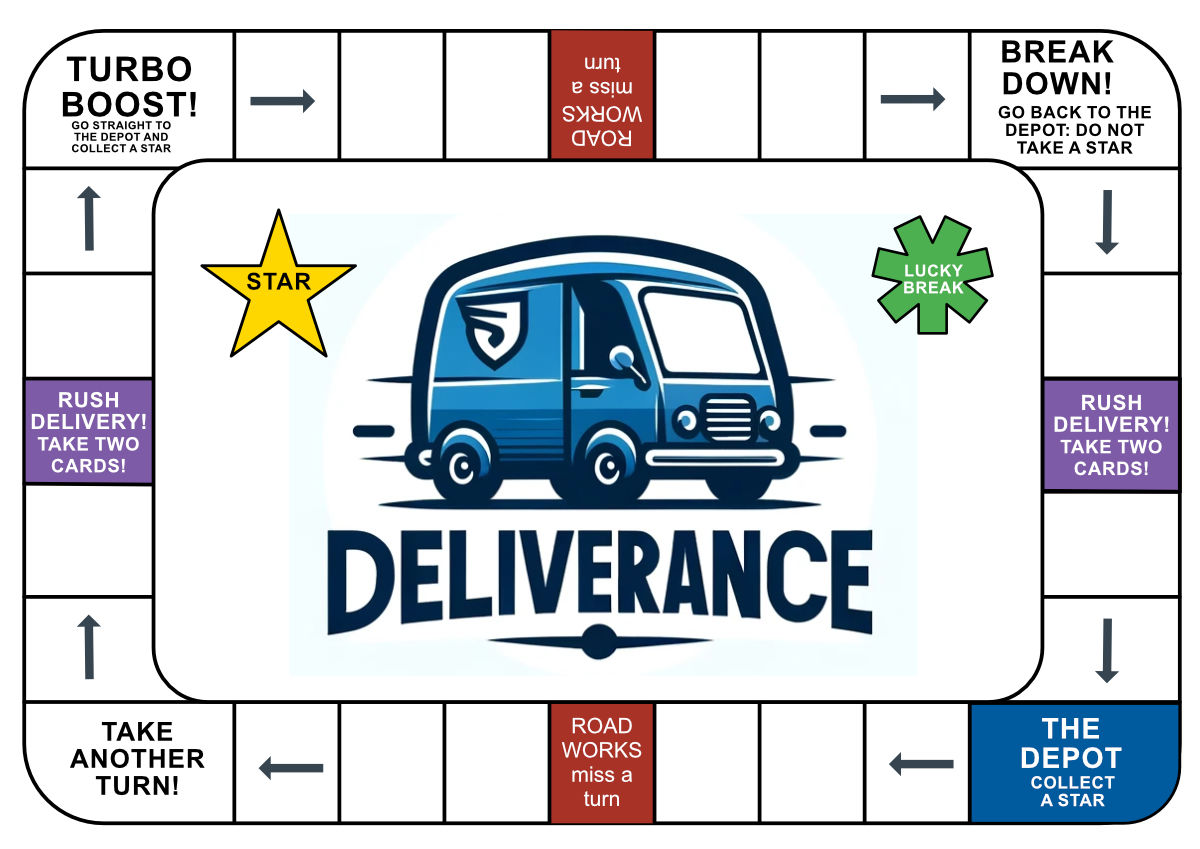 TURBO
BOOST!
GO STRAIGHT TO
THE DEPOT AND
COLLECT A STAR
ROAD
WORKS
miss a
turn
BREAK
DOWN!
GO BACK TO THE
DEPOT: DO NOT
TAKE A STAR
STAR
LUCKY
BREAK
RUSH
DELIVERY!
TAKE TWO
CARDS!
RUSH
DELIVERY!
TAKE TWO
CARDS!
DELIVERANCE
TAKE
ANOTHER
TURN!
ROAD
WORKS
miss a
turn
THE
DEPOT
COLLECT
A STAR